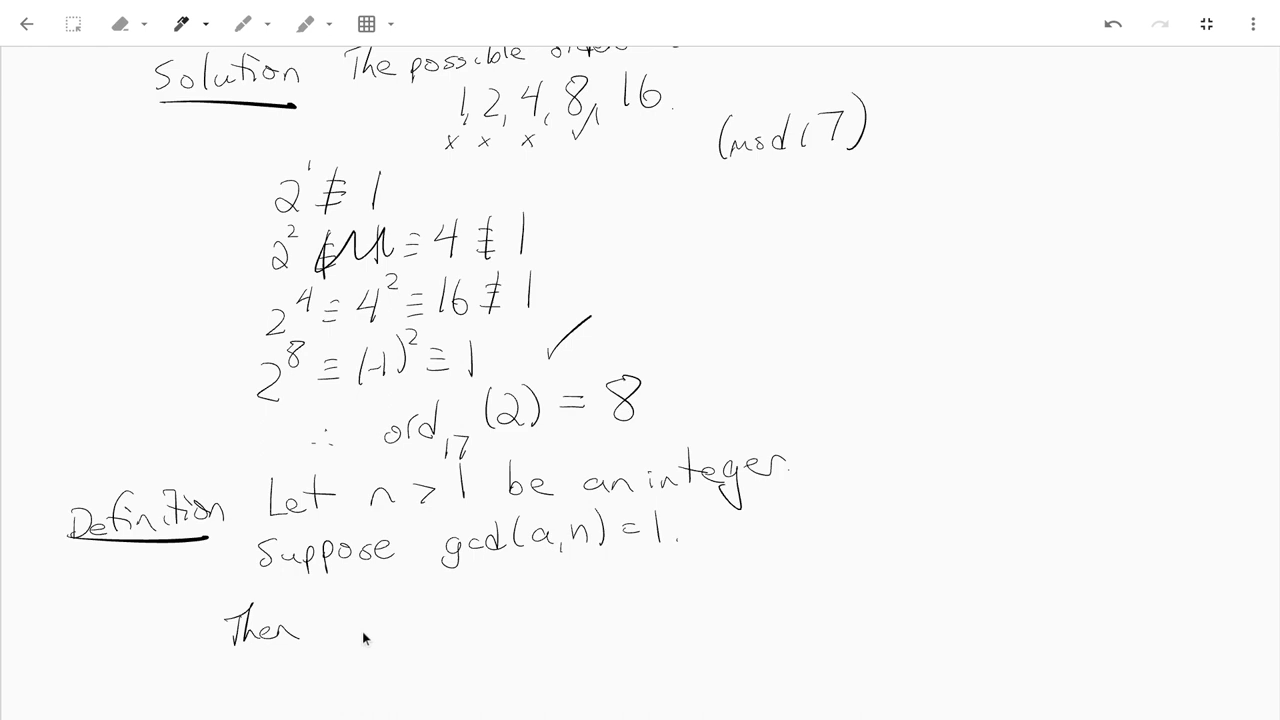 Solution The possible orders
1, 2, 4, 8, 16.
x x x ✓
(mod 17)
2¹ ≢ 1
2² ≡ 4 ≢ 1
2⁴ ≡ 4² ≡ 16 ≢ 1
2⁸ ≡ (-1)² ≡ 1 ✓
∴ ord₁₇ (2) = 8
Definition Let n > 1 be an integer.
Suppose gcd(a,n) = 1.
Then